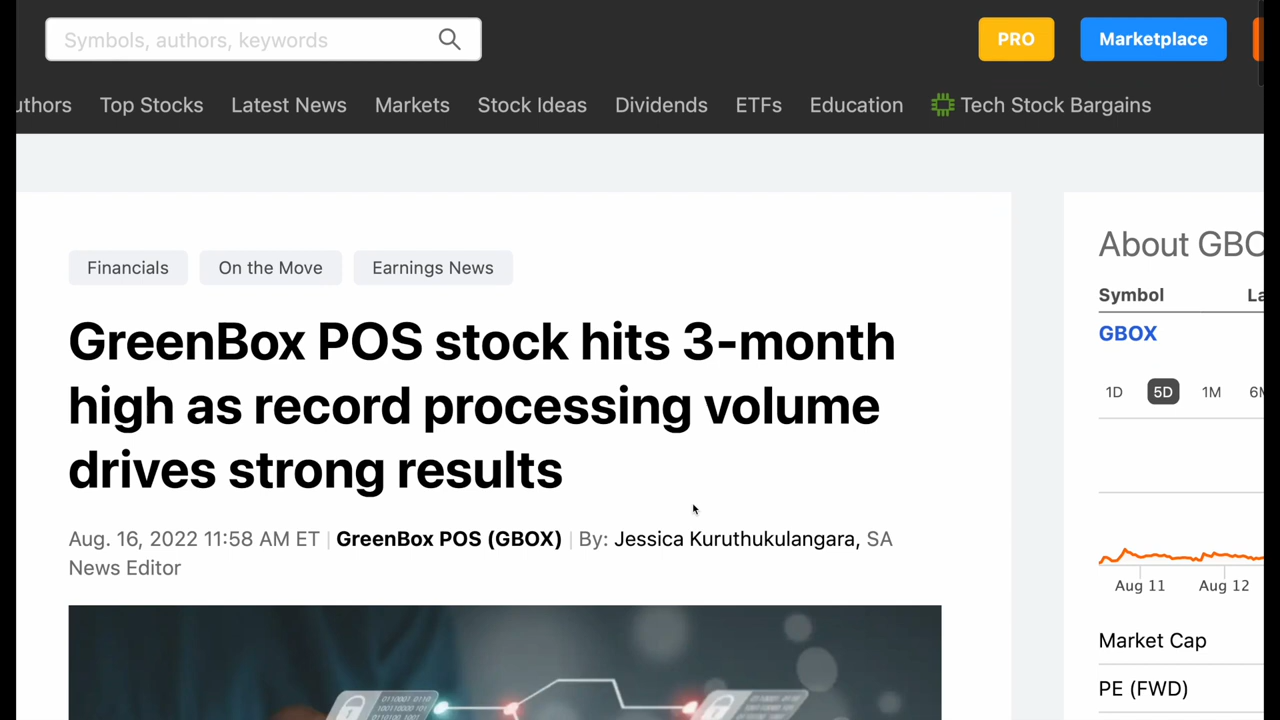 Symbols, authors, keywords
PRO
Marketplace
uthors Top Stocks Latest News Markets Stock Ideas Dividends ETFs Education Tech Stock Bargains
Financials On the Move Earnings News
GreenBox POS stock hits 3-month
high as record processing volume
drives strong results
Aug. 16, 2022 11:58 AM ET | GreenBox POS (GBOX) | By: Jessica Kuruthukulangara, SA
News Editor
About GBO
Symbol La
GBOX
1D 5D 1M 6M
Aug 11 Aug 12
Market Cap
PE (FWD)